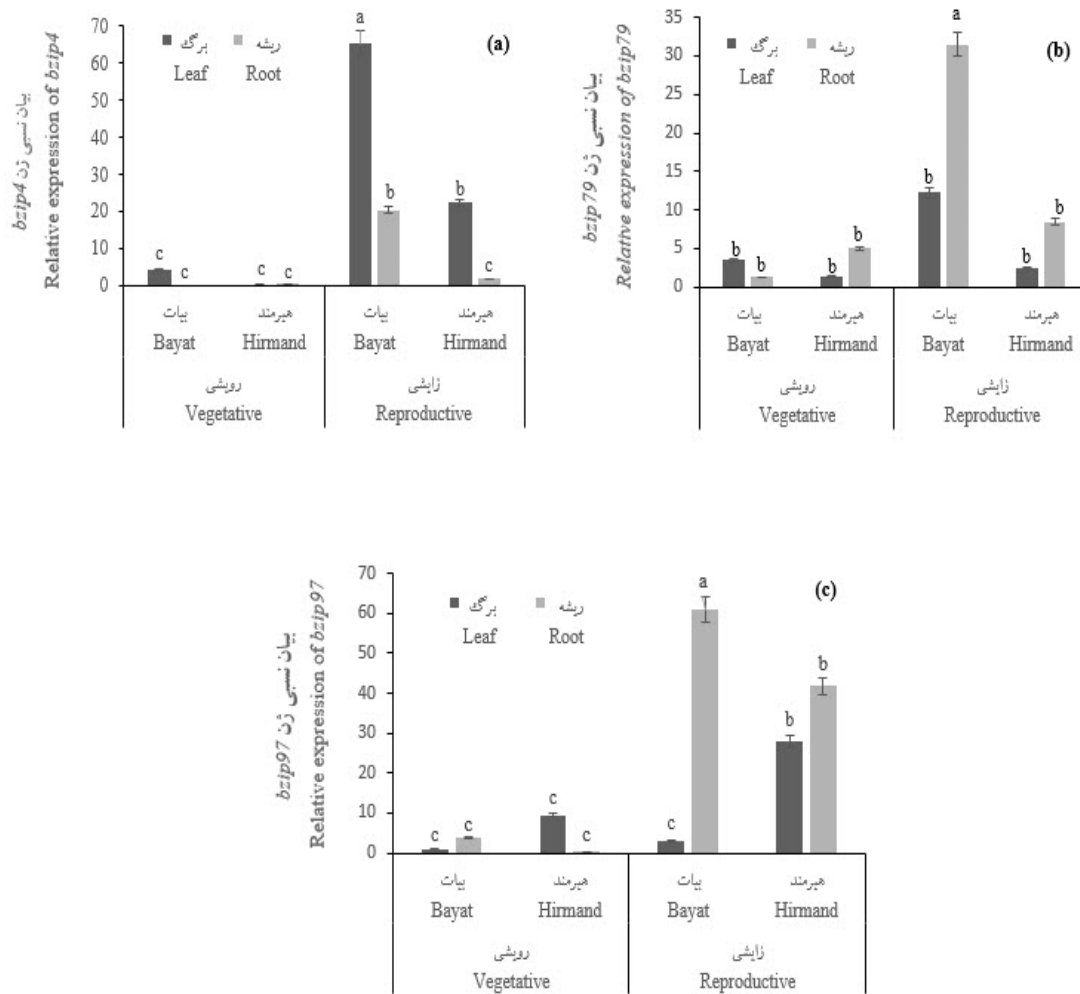 بیان نسبی ژن bzip4
Relative expression of bzip4
70
60
50
40
30
20
10
0
برگ ریشه
Leaf Root
(a)
a
b
b
c
c
c
c
c
بیات هیرمند بیات هیرمند
Bayat Hirmand Bayat Hirmand
رویشی زایشی
Vegetative Reproductive
بیان نسبی ژن bzip79
Relative expression of bzip79
35
30
25
20
15
10
5
0
برگ ریشه
Leaf Root
(b)
a
b
b
b
b
b
b
b
بیات هیرمند بیات هیرمند
Bayat Hirmand Bayat Hirmand
رویشی زایشی
Vegetative Reproductive
بیان نسبی ژن bzip97
Relative expression of bzip97
70
60
50
40
30
20
10
0
برگ ریشه
Leaf Root
(c)
a
b
b
c
c
c
c
c
بیات هیرمند بیات هیرمند
Bayat Hirmand Bayat Hirmand
رویشی زایشی
Vegetative Reproductive